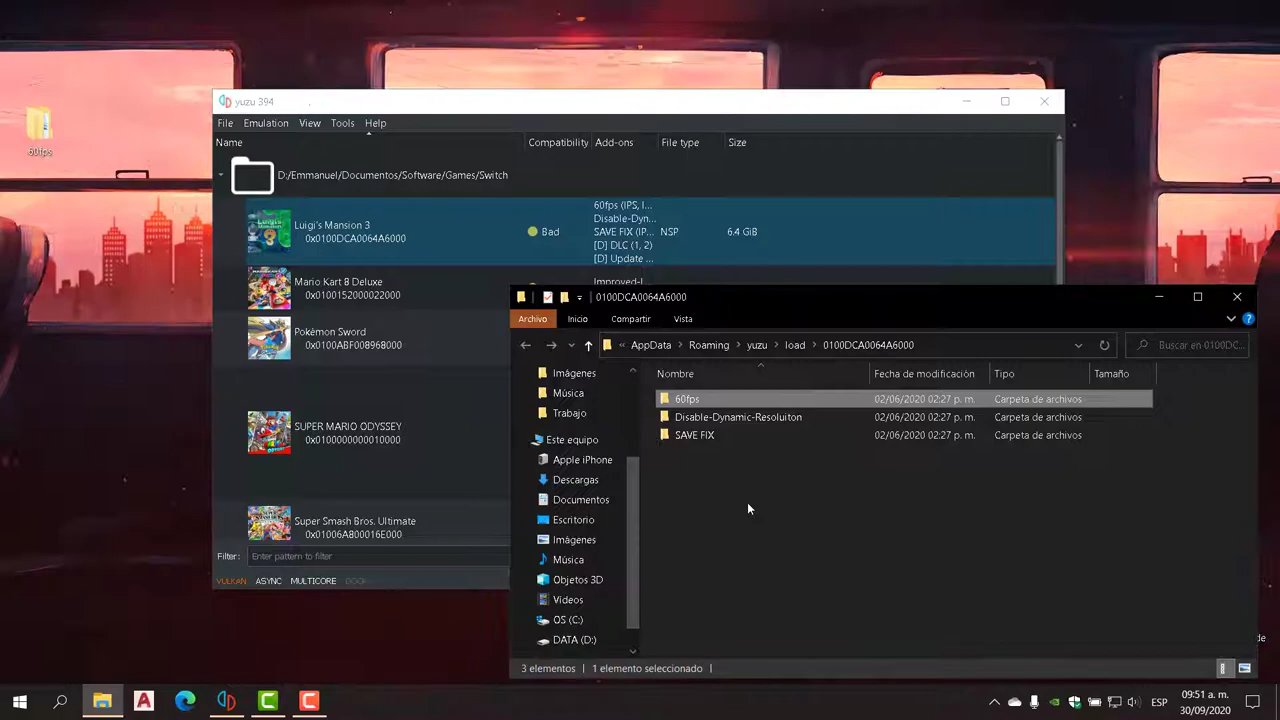 60fps
yuzu 394
File Emulation View Tools Help
Name Compatibility Add-ons File type Size
D:/Emmanuel/Documentos/Software/Games/Switch
Luigi's Mansion 3
0x0100DCA0064A6000
Bad
60fps (IPS, I...
Disable-Dyn...
SAVE FIX (IP...
[D] DLC (1, 2)
[D] Update ...
NSP
6.4 GiB
Mario Kart 8 Deluxe
0x0100152000022000
Improved-I...
Pokémon Sword
0x0100ABF008968000
SUPER MARIO ODYSSEY
0x0100000000010000
Super Smash Bros. Ultimate
0x01006A800016E000
Filter: Enter pattern to filter
VULKAN ASYNC MULTICORE DOCK
0100DCA0064A6000
Archivo Inicio Compartir Vista
« AppData › Roaming › yuzu › load › 0100DCA0064A6000
Buscar en 0100DC...
Nombre Fecha de modificación Tipo Tamaño
60fps 02/06/2020 02:27 p. m. Carpeta de archivos
Disable-Dynamic-Resoluiton 02/06/2020 02:27 p. m. Carpeta de archivos
SAVE FIX 02/06/2020 02:27 p. m. Carpeta de archivos
Imágenes
Música
Trabajo
Este equipo
Apple iPhone
Descargas
Documentos
Escritorio
Imágenes
Música
Objetos 3D
Vídeos
OS (C:)
DATA (D:)
3 elementos 1 elemento seleccionado
de
ESP
09:51 a. m.
30/09/2020